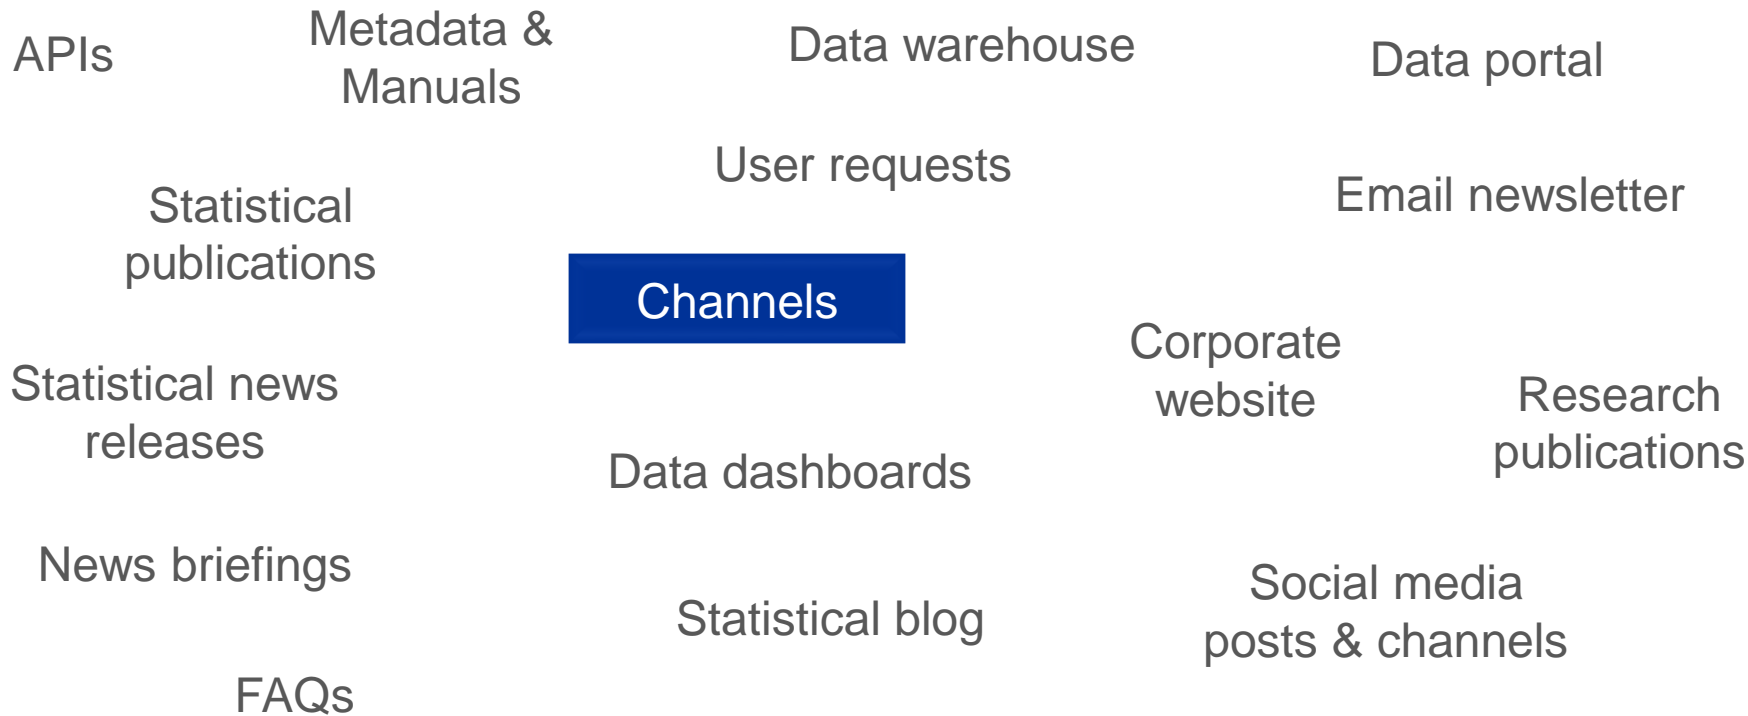 APIs
Metadata &
Manuals
Data warehouse
Data portal
User requests
Email newsletter
Statistical
publications
Channels
Corporate
website
Statistical news
releases
Research
publications
Data dashboards
News briefings
Social media
posts & channels
Statistical blog
FAQs